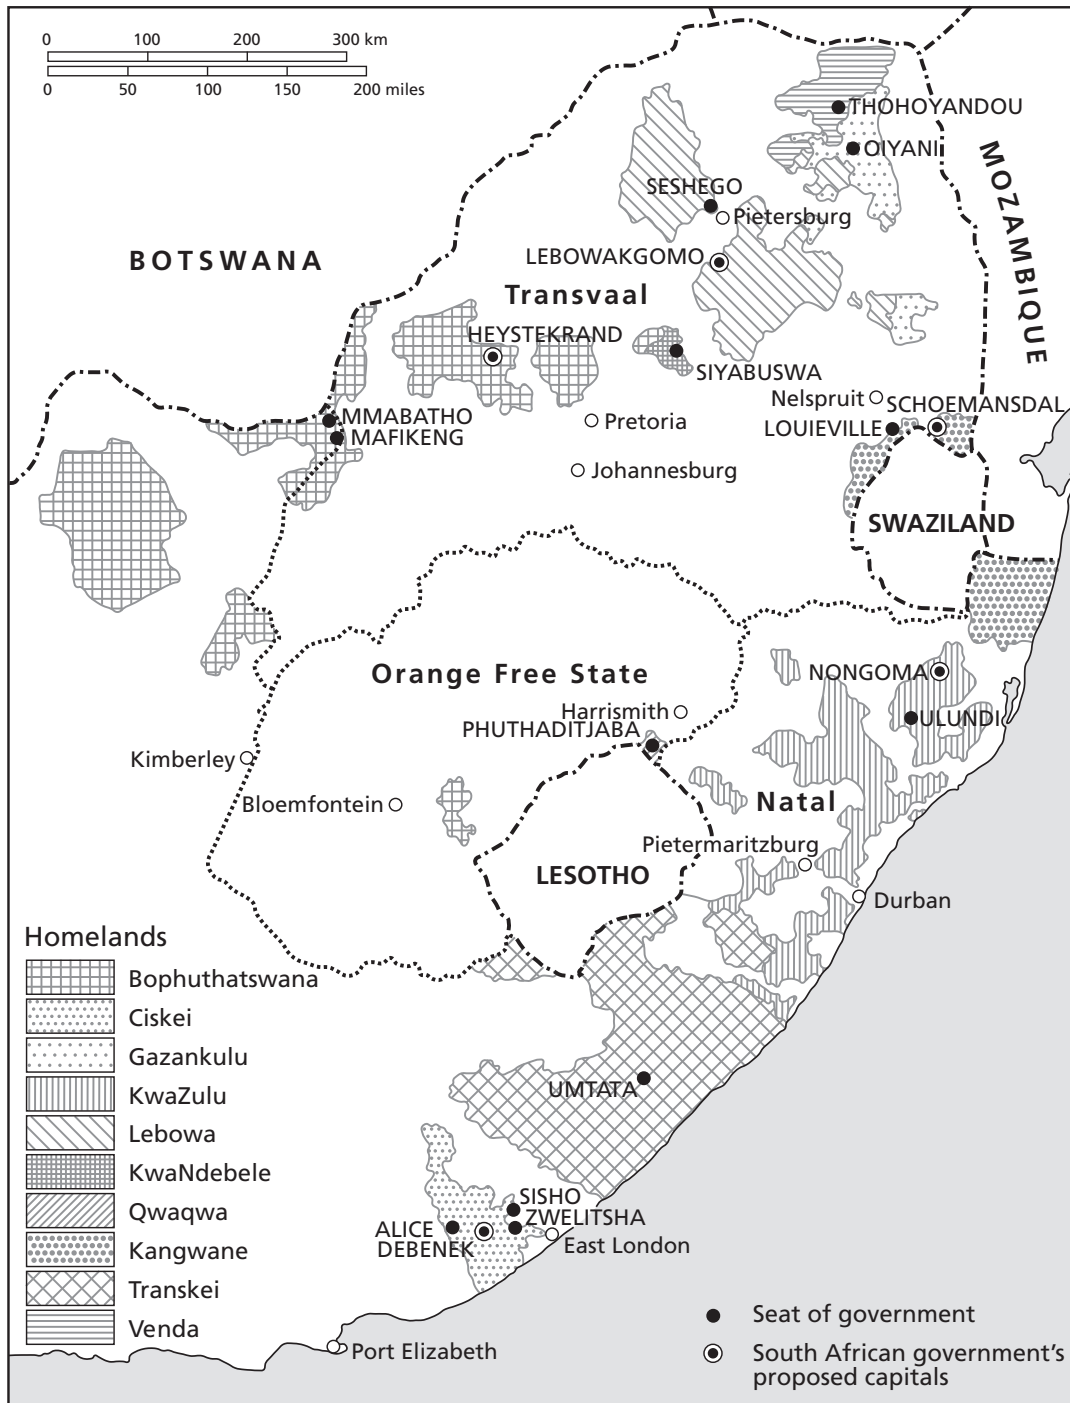 0 100 200 300 km
0 50 100 150 200 miles
THOHOYANDOU
OIYANI
MOZAMBIQUE
SESHEGO
Pietersburg
BOTSWANA
LEBOWAKGOMO
Transvaal
HEYSTEKRAND
SIYABUSWA
Nelspruit
SCHOEMANSDAL
MMABATHO
Pretoria
LOUIEVILLE
MAFIKENG
Johannesburg
SWAZILAND
Orange Free State
NONGOMA
Harrismith
ULUNDI
PHUTHADITJABA
Kimberley
Bloemfontein
Natal
Pietermaritzburg
LESOTHO
Durban
Homelands
Bophuthatswana
Ciskei
Gazankulu
KwaZulu
Lebowa
KwaNdebele
Qwaqwa
Kangwane
Transkei
Venda
UMTATA
SISHO
ZWELITSHA
ALICE
DEBENEK
East London
Port Elizabeth
Seat of government
South African government's
proposed capitals